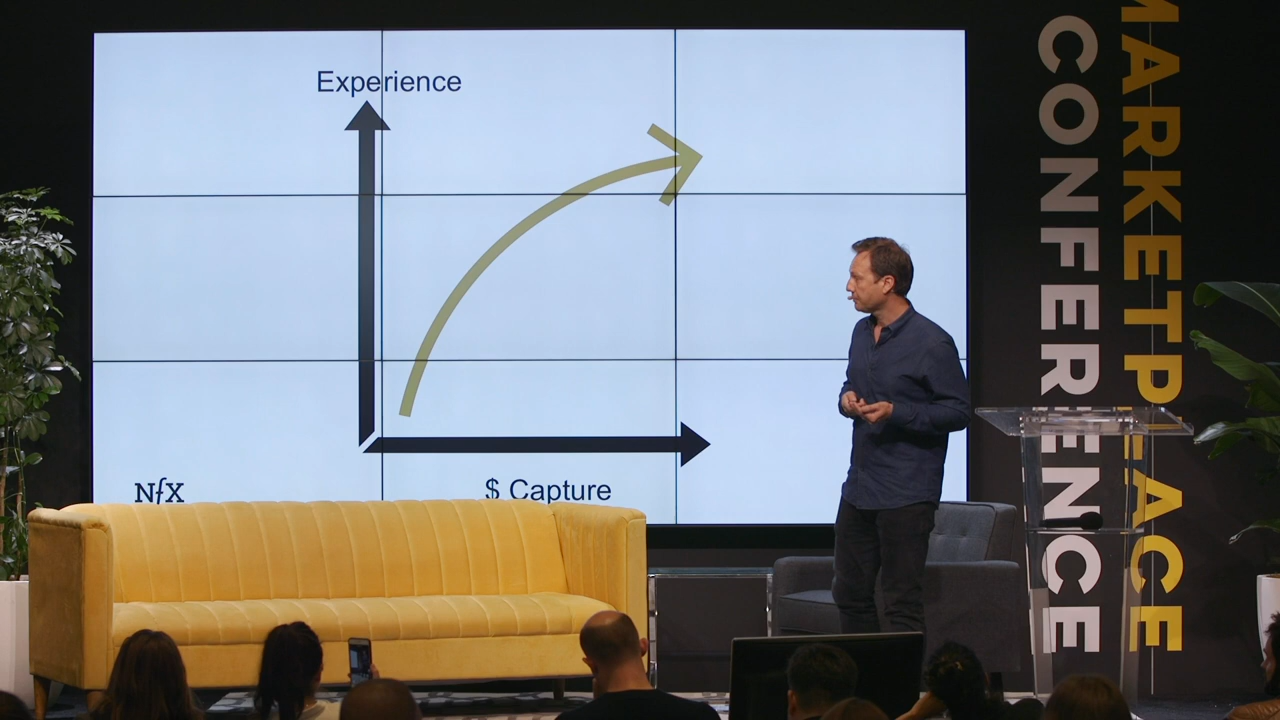 Experience
$ Capture
NfX
MARKETPLACE
CONFERENCE